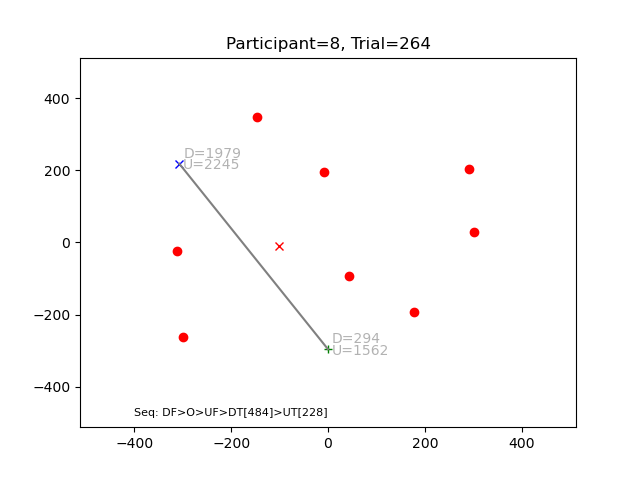 Participant=8, Trial=264
400
200
0
−200
−400
D=1979
U=2245
D=294
U=1562
Seq: DF>O>UF>DT[484]>UT[228]
−400
−200
0
200
400